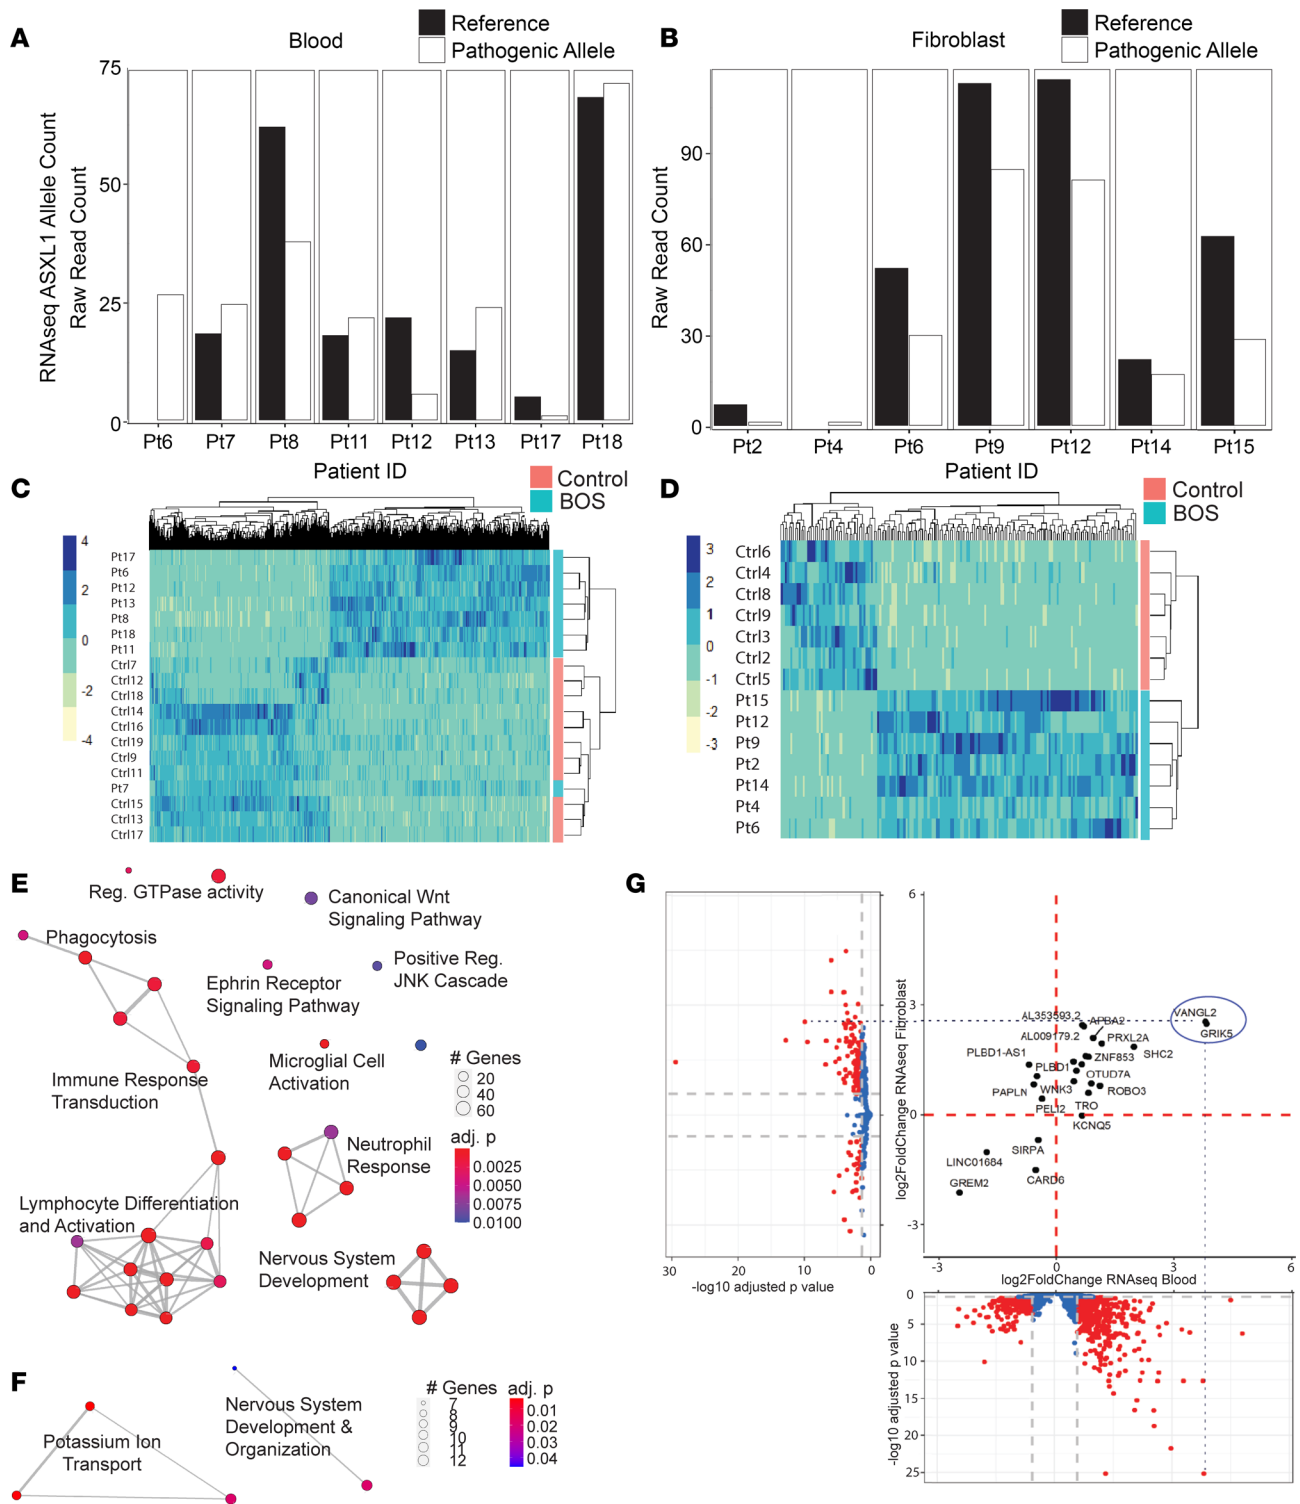 A
Blood
Reference
Pathogenic Allele
RNAseq ASXL1 Allele Count
Raw Read Count
75
50
25
0
Pt6 Pt7 Pt8 Pt11 Pt12 Pt13 Pt17 Pt18
Patient ID
B
Fibroblast
Reference
Pathogenic Allele
Raw Read Count
90
60
30
0
Pt2 Pt4 Pt6 Pt9 Pt12 Pt14 Pt15
Patient ID
C
Control
BOS
4
2
0
-2
-4
Pt17
Pt6
Pt12
Pt13
Pt8
Pt18
Pt11
Ctrl7
Ctrl12
Ctrl18
Ctrl14
Ctrl16
Ctrl19
Ctrl9
Ctrl11
Pt7
Ctrl15
Ctrl13
Ctrl17
D
Control
BOS
3
2
1
0
-1
-2
-3
Ctrl6
Ctrl4
Ctrl8
Ctrl9
Ctrl3
Ctrl2
Ctrl5
Pt15
Pt12
Pt9
Pt2
Pt14
Pt4
Pt6
E
Reg. GTPase activity
Canonical Wnt
Signaling Pathway
Phagocytosis
Ephrin Receptor
Signaling Pathway
Positive Reg.
JNK Cascade
Immune Response
Transduction
Microglial Cell
Activation
# Genes
20
40
60
adj. p
0.0025
0.0050
0.0075
0.0100
Neutrophil
Response
Lymphocyte Differentiation
and Activation
Nervous System
Development
F
Potassium Ion
Transport
Nervous System
Development &
Organization
# Genes
7
8
9
10
11
12
adj. p
0.01
0.02
0.03
0.04
G
30 20 10 0
-log10 adjusted p value
log2FoldChange RNAseq Fibroblast
6
3
0
-3
VANGL2
GRIK5
AL353593.2
APBA2
AL009179.2
PRXL2A
SHC2
PLBD1-AS1
ZNF853
PLBD1
OTUD7A
PAPLN
WNK3
ROBO3
PELI2
TRO
KCNQ5
SIRPA
LINC01684
CARD6
GREM2
-3 0 3 6
log2FoldChange RNAseq Blood
-log10 adjusted p value
0
5
10
15
20
25